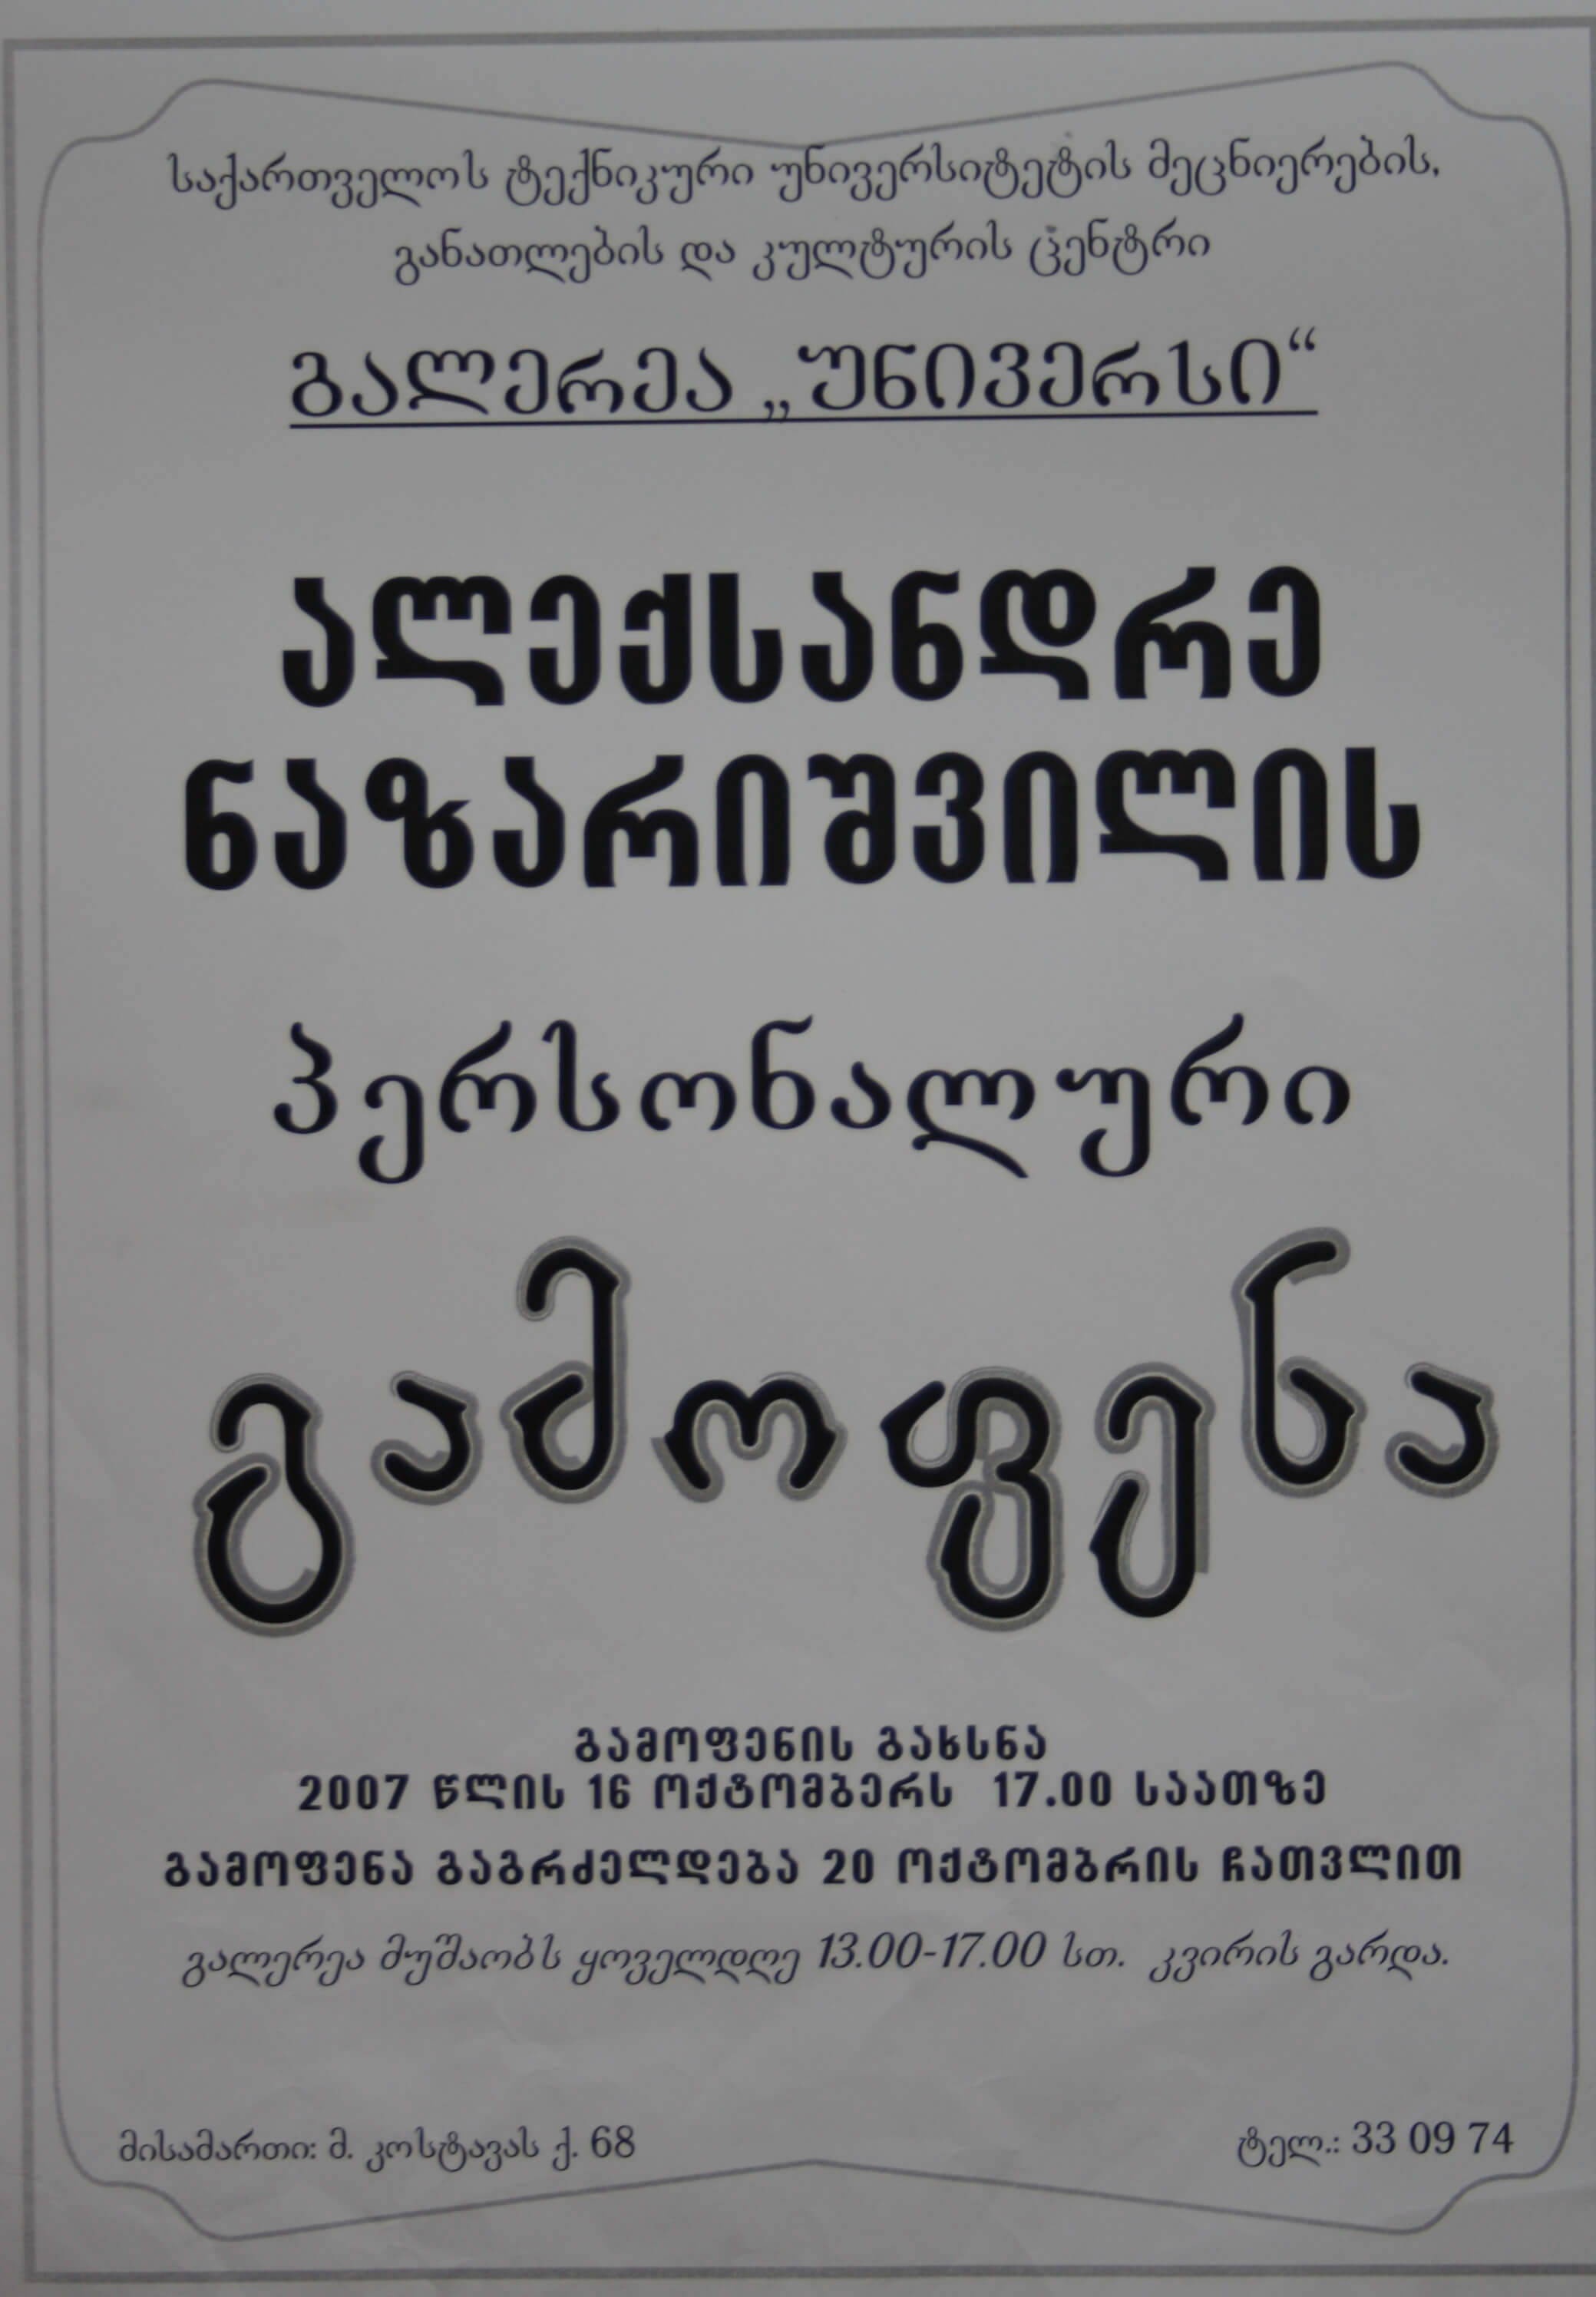 საქართველოს ტექნიკური უნივერსიტეტის მეცნიერების,
განათლების და კულტურის ცენტრი
გალერეა „უნივერსი“
ალექსანდრე
ნაზარიშვილის
პერსონალური
გამოფენა
გამოფენის გახსნა
2007 წლის 16 ოქტომბერს 17.00 საათზე
გამოფენა გაგრძელდება 20 ოქტომბრის ჩათვლით
გალერეა მუშაობს ყოველდღე 13.00-17.00 სთ. კვირის გარდა.
მისამართი: მ. კოსტავას ქ. 68
ტელ.: 33 09 74